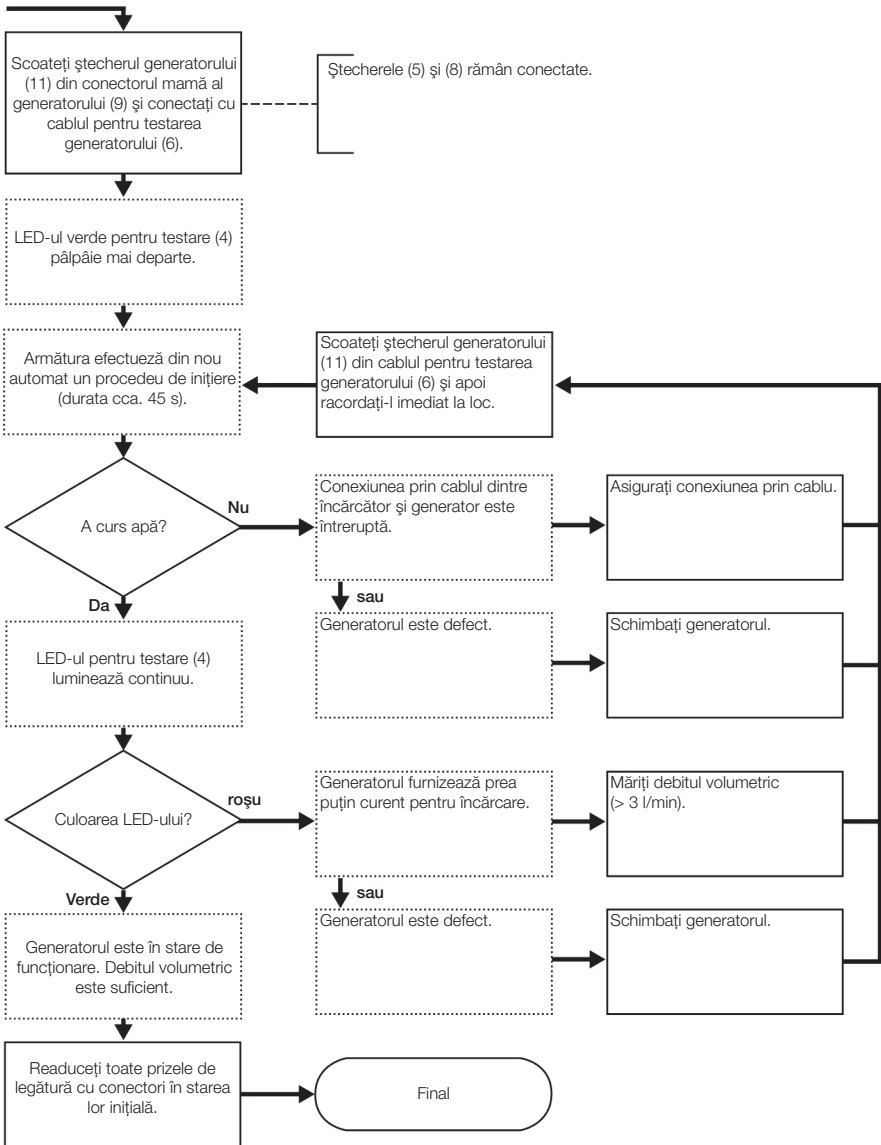 Scoateţi ştecherul generatorului
(11) din conectorul mamă al
generatorului (9) şi conectaţi cu
cablul pentru testarea
generatorului (6).
Ştecherele (5) şi (8) rămân conectate.
LED-ul verde pentru testare (4)
pâlpâie mai departe.
Armătura efectueză din nou
automat un procedeu de iniţiere
(durata cca. 45 s).
Scoateţi ştecherul generatorului
(11) din cablul pentru testarea
generatorului (6) şi apoi
racordaţi-l imediat la loc.
A curs apă?
Nu
Conexiunea prin cablul dintre
încărcător şi generator este
întreruptă.
Asiguraţi conexiunea prin cablu.
Da
sau
LED-ul pentru testare (4)
luminează continuu.
Generatorul este defect.
Schimbaţi generatorul.
Culoarea LED-ului?
roşu
Generatorul furnizează prea
puţin curent pentru încărcare.
Măriţi debitul volumetric
(> 3 l/min).
Verde
sau
Generatorul este în stare de
funcţionare. Debitul volumetric
este suficient.
Generatorul este defect.
Schimbaţi generatorul.
Readuceţi toate prizele de
legătură cu conectori în starea
lor iniţială.
Final